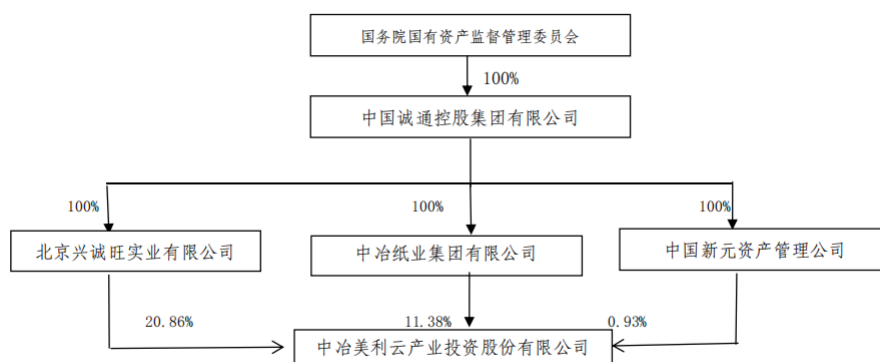 国务院国有资产监督管理委员会
100%
中国诚通控股集团有限公司
100%
100%
100%
北京兴诚旺实业有限公司
中冶纸业集团有限公司
中国新元资产管理公司
20.86%
11.38%
0.93%
中冶美利云产业投资股份有限公司